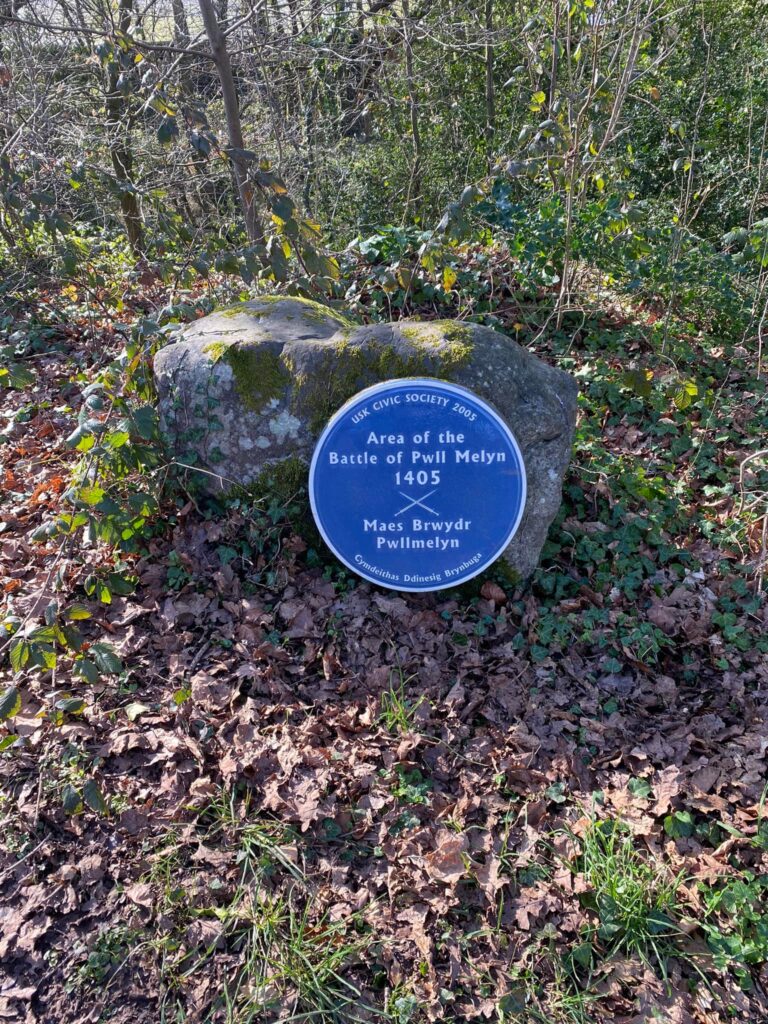 USK CIVIC SOCIETY 2005
Area of the
Battle of Pwll Melyn
1405
Maes Brwydr
Pwllmelyn
Cymdeithas Ddinesig Brynbuga